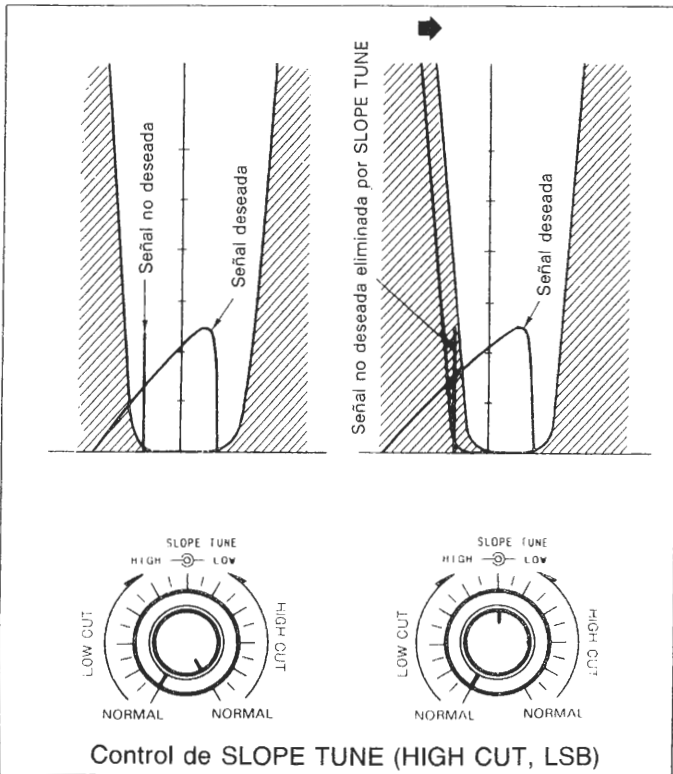 Señal no deseada
Señal deseada
Señal no deseada eliminada por SLOPE TUNE
Señal deseada
SLOPE TUNE
HIGH LOW
LOW CUT
HIGH CUT
NORMAL NORMAL
SLOPE TUNE
HIGH LOW
LOW CUT
HIGH CUT
NORMAL NORMAL
Control de SLOPE TUNE (HIGH CUT, LSB)